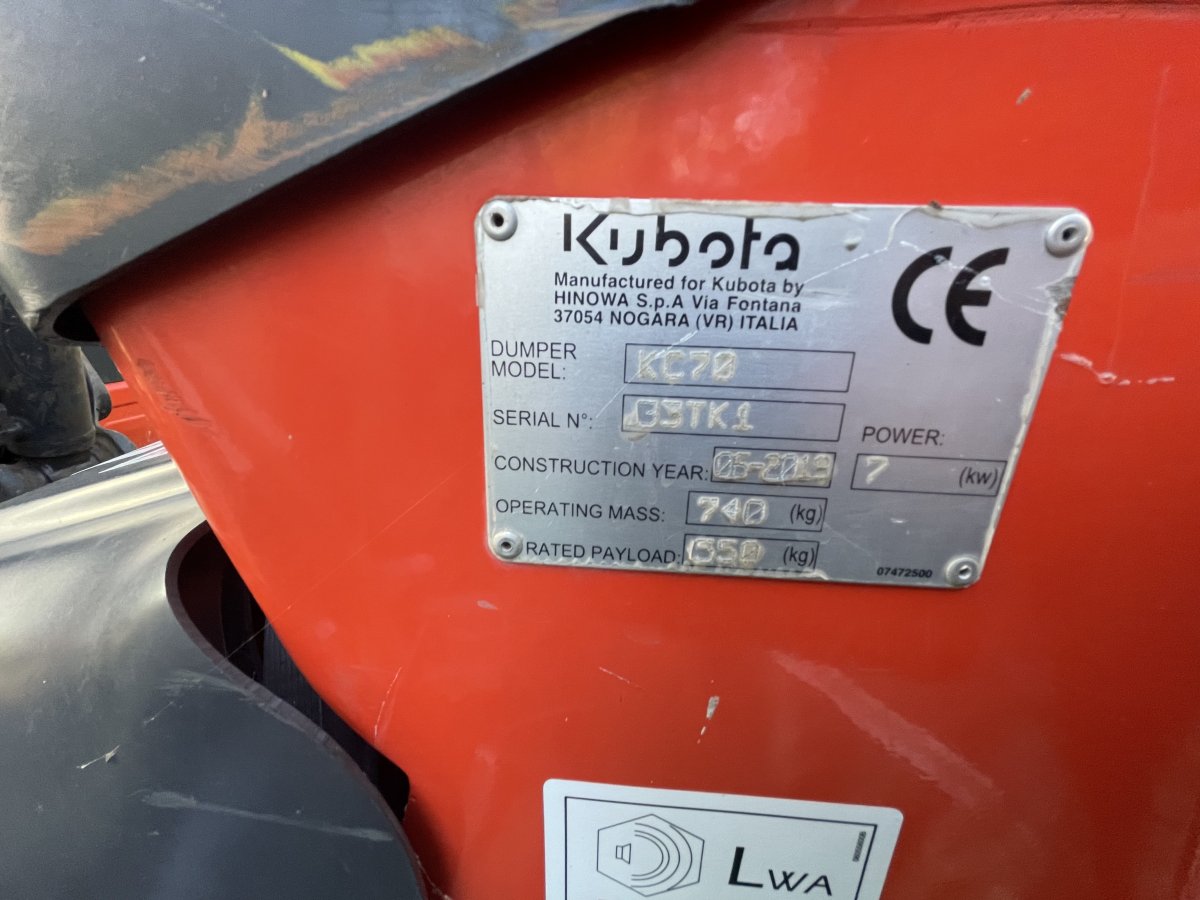 Kubota
Manufactured for Kubota by
HINOWA S.p.A Via Fontana
37054 NOGARA (VR) ITALIA
CE
DUMPER
MODEL: KC70
SERIAL N°:
CONSTRUCTION YEAR: POWER: 7 (kw)
OPERATING MASS: 740 (kg)
RATED PAYLOAD: (kg)
07472500
LWA